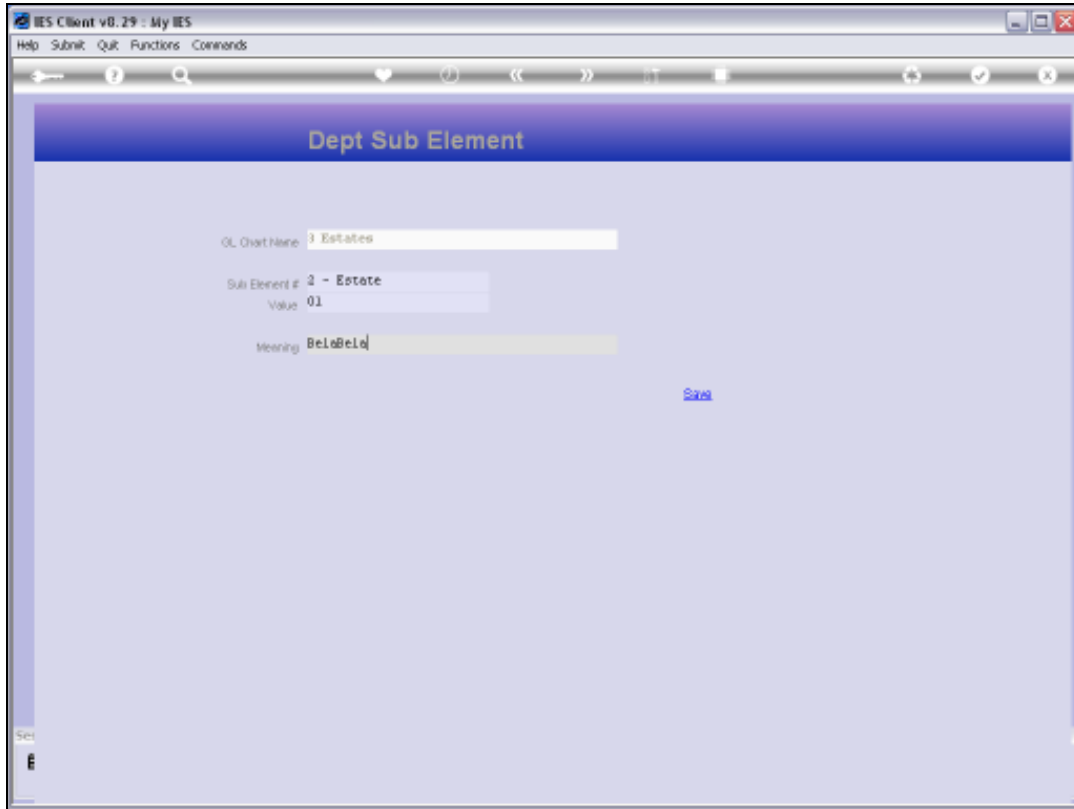 IES Client v8.29 : My IES
Help Submit Quit Functions Commands
Dept Sub Element
GL Chart Name 3 Estates
Sub Element # 2 - Estate
Value 01
Meaning BelaBela
Save